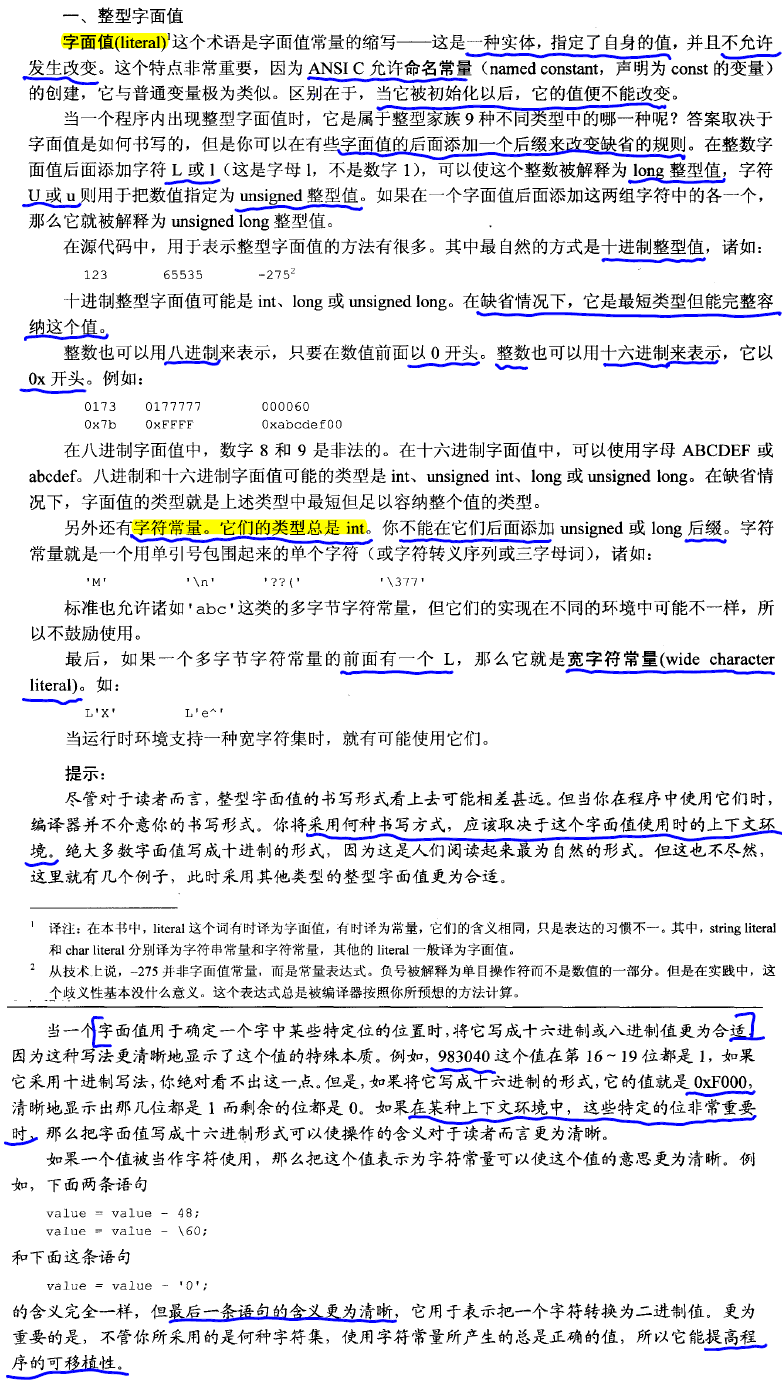 一、整型字面值
字面值(literal)¹这个术语是字面值常量的缩写——这是一种实体，指定了自身的值，并且不允许
发生改变。这个特点非常重要，因为 ANSI C 允许命名常量（named constant，声明为 const 的变量）
的创建，它与普通变量极为类似。区别在于，当它被初始化以后，它的值便不能改变。
当一个程序内出现整型字面值时，它是属于整型家族 9 种不同类型中的哪一种呢？答案取决于
字面值是如何书写的，但是你可以在有些字面值的后面添加一个后缀来改变缺省的规则。在整数字
面值后面添加字符 L 或 l（这是字母 l，不是数字 1），可以使这个整数被解释为 long 整型值，字符
U 或 u 则用于把数值指定为 unsigned 整型值。如果在一个字面值后面添加这两组字符中的各一个，
那么它就被解释为 unsigned long 整型值。
在源代码中，用于表示整型字面值的方法有很多。其中最自然的方式是十进制整型值，诸如：
123 65535 -275²
十进制整型字面值可能是 int、long 或 unsigned long。在缺省情况下，它是最短类型但能完整容
纳这个值。
整数也可以用八进制来表示，只要在数值前面以 0 开头。整数也可以用十六进制来表示，它以
0x 开头。例如：
0173 0177777 000060
0x7b 0xFFFF 0xabcdef00
在八进制字面值中，数字 8 和 9 是非法的。在十六进制字面值中，可以使用字母 ABCDEF 或
abcdef。八进制和十六进制字面值可能的类型是 int、unsigned int、long 或 unsigned long。在缺省情
况下，字面值的类型就是上述类型中最短但足以容纳整个值的类型。
另外还有字符常量。它们的类型总是 int。你不能在它们后面添加 unsigned 或 long 后缀。字符
常量就是一个用单引号包围起来的单个字符（或字符转义序列或三字母词），诸如：
'M' '\n' '??(' '\377'
标准也允许诸如'abc'这类的多字节字符常量，但它们的实现在不同的环境中可能不一样，所
以不鼓励使用。
最后，如果一个多字节字符常量的前面有一个 L，那么它就是宽字符常量(wide character
literal)。如：
L'X' L'e^'
当运行时环境支持一种宽字符集时，就有可能使用它们。
提示：
尽管对于读者而言，整型字面值的书写形式看上去可能相差甚远。但当你在程序中使用它们时，
编译器并不介意你的书写形式。你将采用何种书写方式，应该取决于这个字面值使用时的上下文环
境。绝大多数字面值写成十进制的形式，因为这是人们阅读起来最为自然的形式。但这也不尽然，
这里就有几个例子，此时采用其他类型的整型字面值更为合适。
¹ 译注：在本书中，literal 这个词有时译为字面值，有时译为常量，它们的含义相同，只是表达的习惯不一。其中，string literal
和 char literal 分别译为字符串常量和字符常量，其他的 literal 一般译为字面值。
² 从技术上说，-275 并非字面值常量，而是常量表达式。负号被解释为单目操作符而不是数值的一部分。但是在实践中，这
个歧义性基本没什么意义。这个表达式总是被编译器按照你所预想的方法计算。
当一个字面值用于确定一个字中某些特定位的位置时，将它写成十六进制或八进制值更为合适，
因为这种写法更清晰地显示了这个值的特殊本质。例如，983040 这个值在第 16～19 位都是 1，如果
它采用十进制写法，你绝对看不出这一点。但是，如果将它写成十六进制的形式，它的值就是 0xF000，
清晰地显示出那几位都是 1 而剩余的位都是 0。如果在某种上下文环境中，这些特定的位非常重要
时，那么把字面值写成十六进制形式可以使操作的含义对于读者而言更为清晰。
如果一个值被当作字符使用，那么把这个值表示为字符常量可以使这个值的意思更为清晰。例
如，下面两条语句
value = value - 48;
value = value - \60;
和下面这条语句
value = value - '0';
的含义完全一样，但最后一条语句的含义更为清晰，它用于表示把一个字符转换为二进制值。更为
重要的是，不管你所采用的是何种字符集，使用字符常量所产生的总是正确的值，所以它能提高程
序的可移植性。